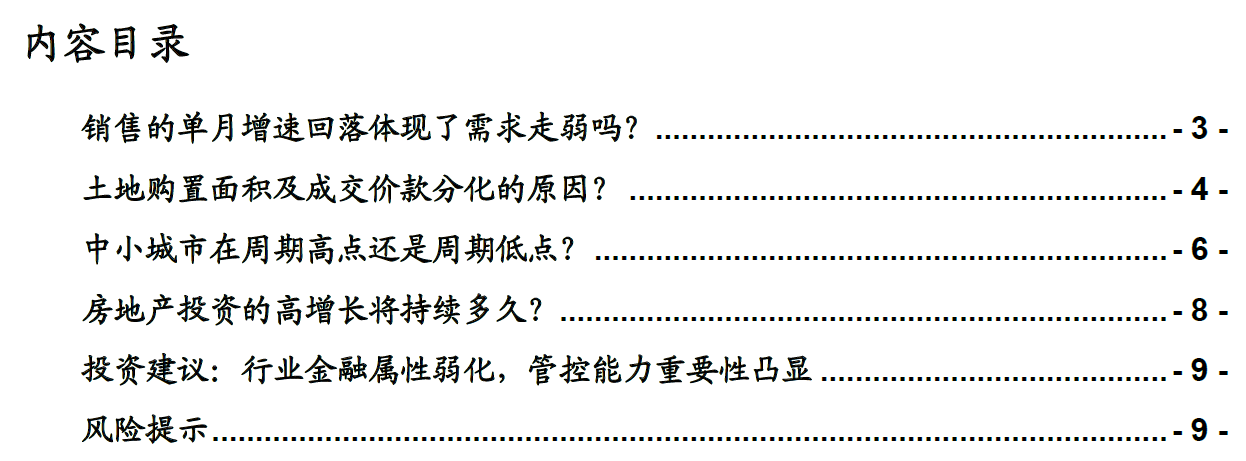 内容目录
销售的单月增速回落体现了需求走弱吗？ - 3 -
土地购置面积及成交价款分化的原因？ - 4 -
中小城市在周期高点还是周期低点？ - 6 -
房地产投资的高增长将持续多久？ - 8 -
投资建议：行业金融属性弱化，管控能力重要性凸显 - 9 -
风险提示 - 9 -